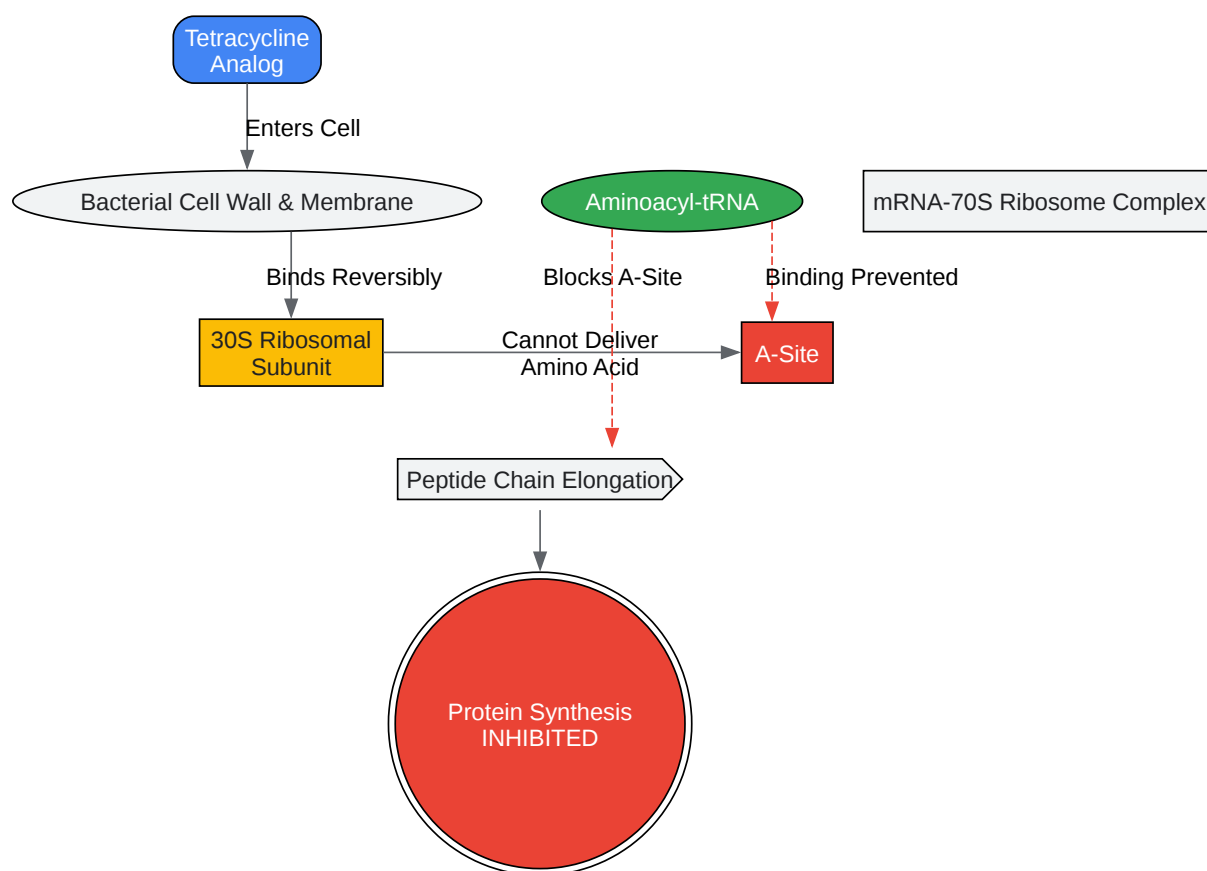 Tetracycline
Analog
Enters Cell
Bacterial Cell Wall & Membrane
Aminoacyl-tRNA
mRNA-70S Ribosome Complex
Binds Reversibly
Blocks A-Site
Binding Prevented
30S Ribosomal
Subunit
Cannot Deliver
Amino Acid
A-Site
Peptide Chain Elongation
Protein Synthesis
INHIBITED